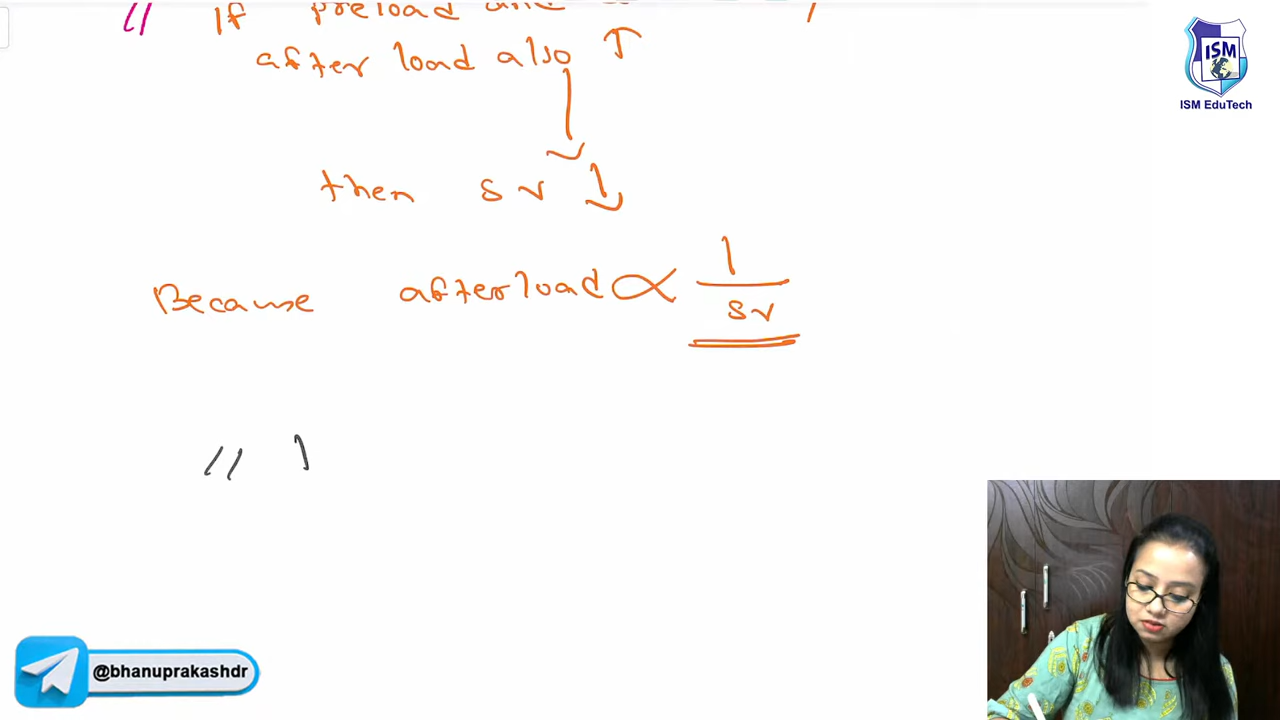 // If preload and
after load also ↑
ISM
ISM EduTech
↓
then sv ↓
Because afterload ∝ 1/sv
//
@bhanuprakashdr